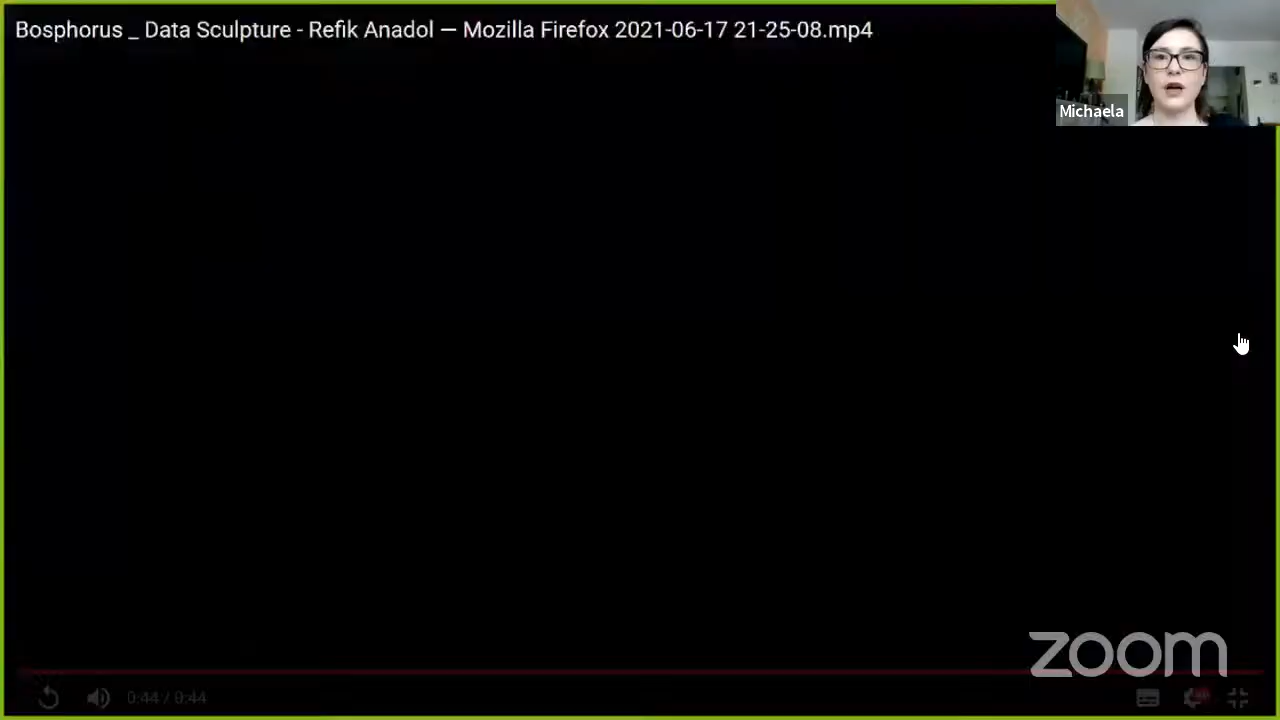 Bosphorus _ Data Sculpture - Refik Anadol — Mozilla Firefox 2021-06-17 21-25-08.mp4
Michaela
zoom
0:44 / 0:44